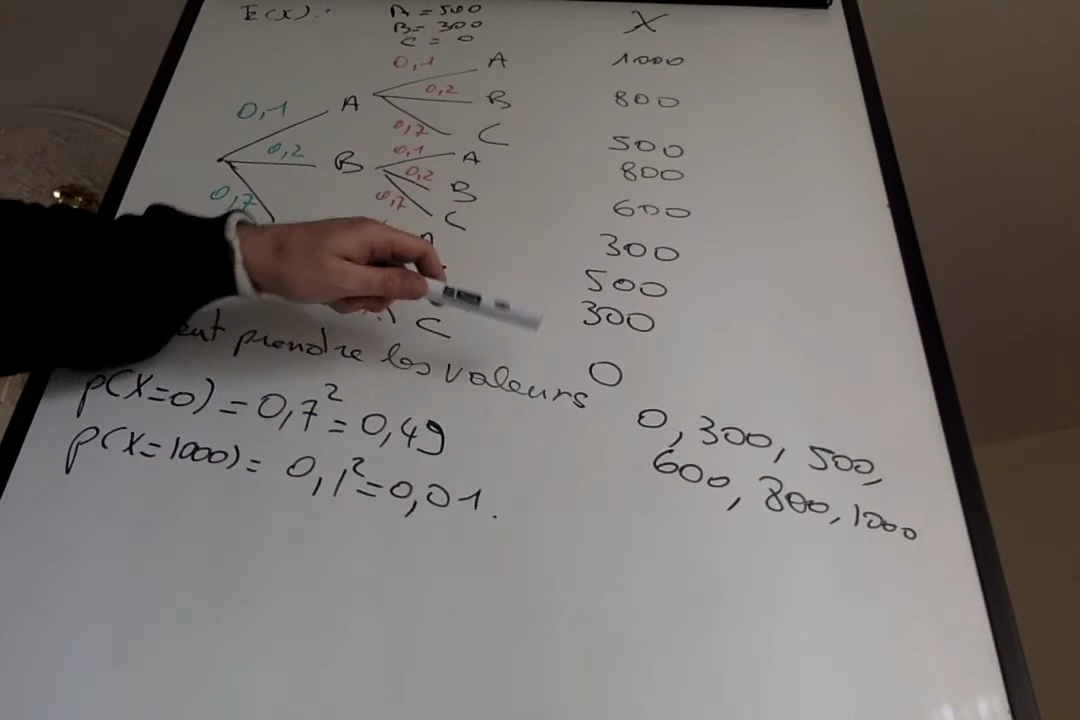 E(X) : A = 500 X
B = 300
C = 0
0,1 A 1000
0,1 A 0,2 B 800
0,7 C 500
0,2 B 0,1 A 800
0,2 B 600
0,7 0,7 C 300
A 500
300
C 0
prendre les valeurs 0, 300, 500,
600, 800, 1000
p(X=0) = 0,7² = 0,49
p(X=1000) = 0,1² = 0,01.